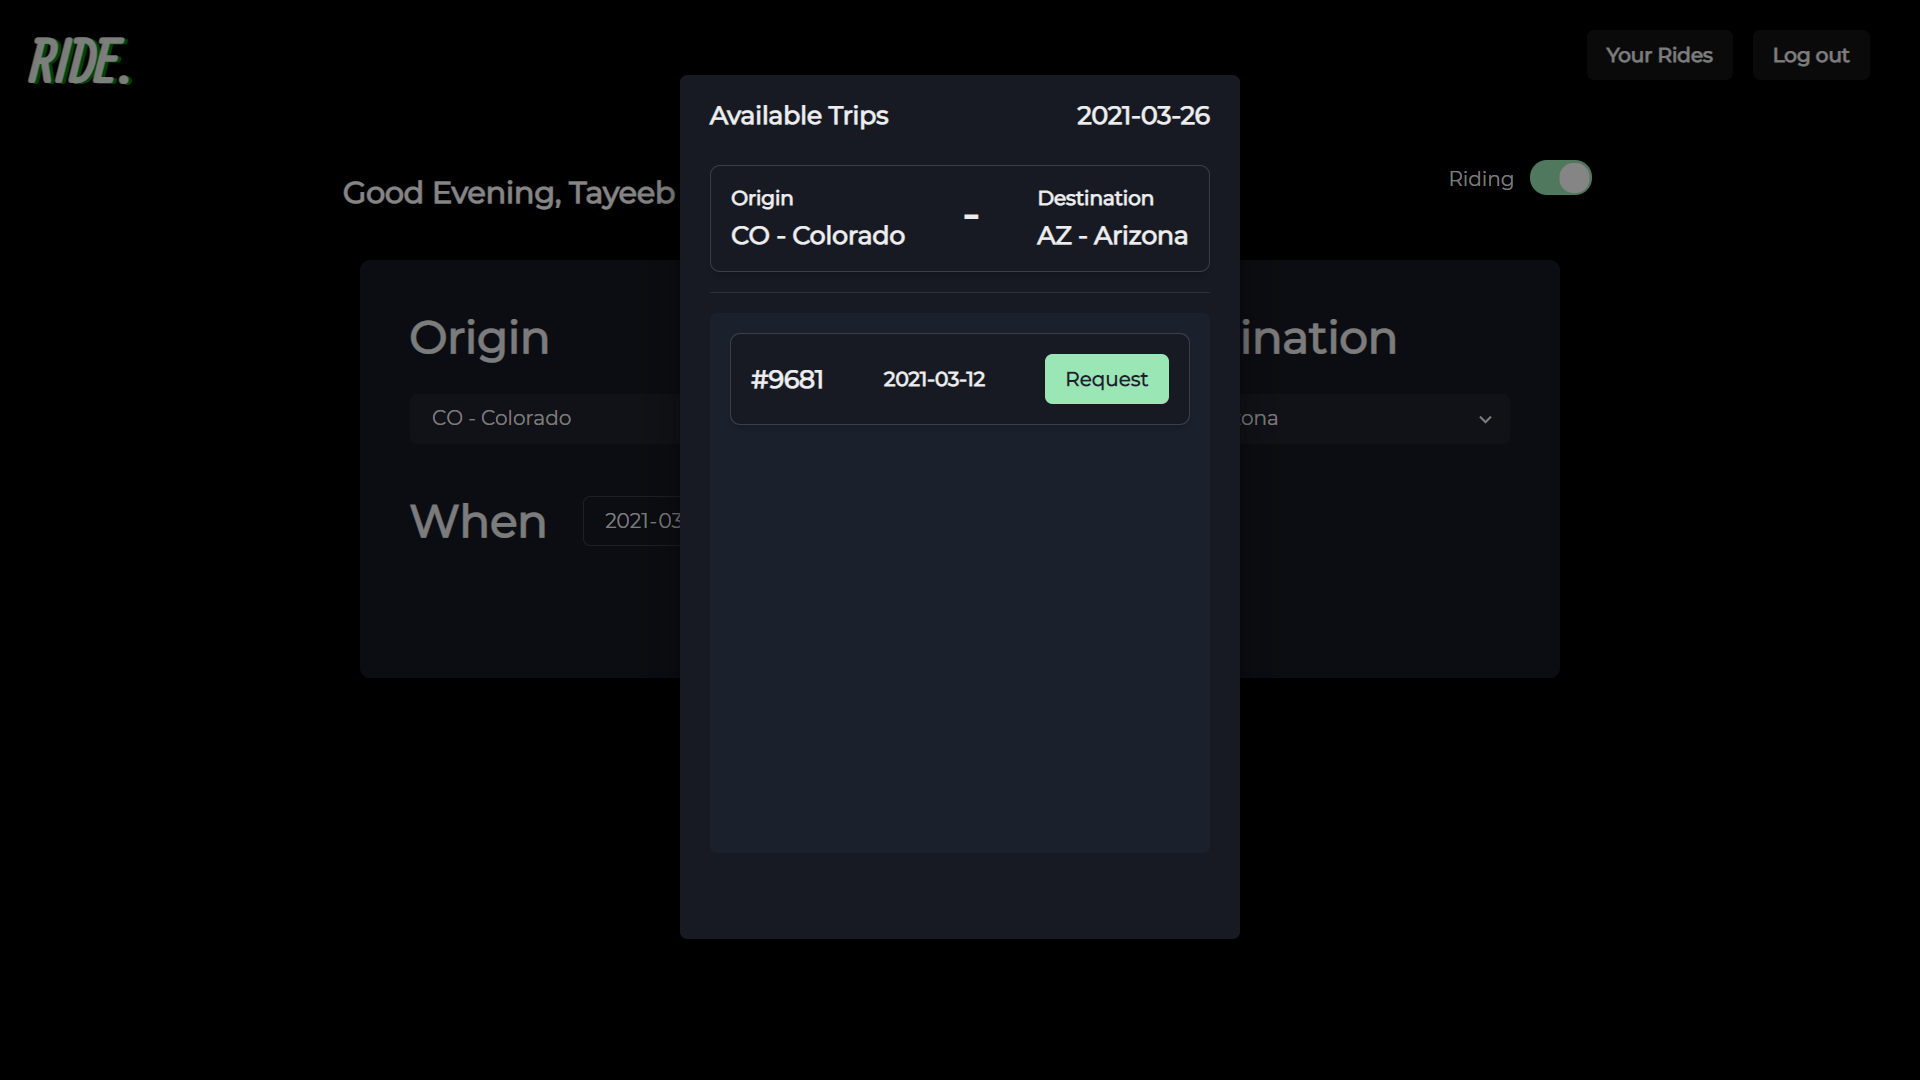 RIDE.
Your Rides
Log out
Good Evening, Tayeeb
Riding
Available Trips
2021-03-26
Origin
Destination
CO - Colorado
-
AZ - Arizona
#9681
2021-03-12
Request
Origin
ination
CO - Colorado
ona
When
2021-03